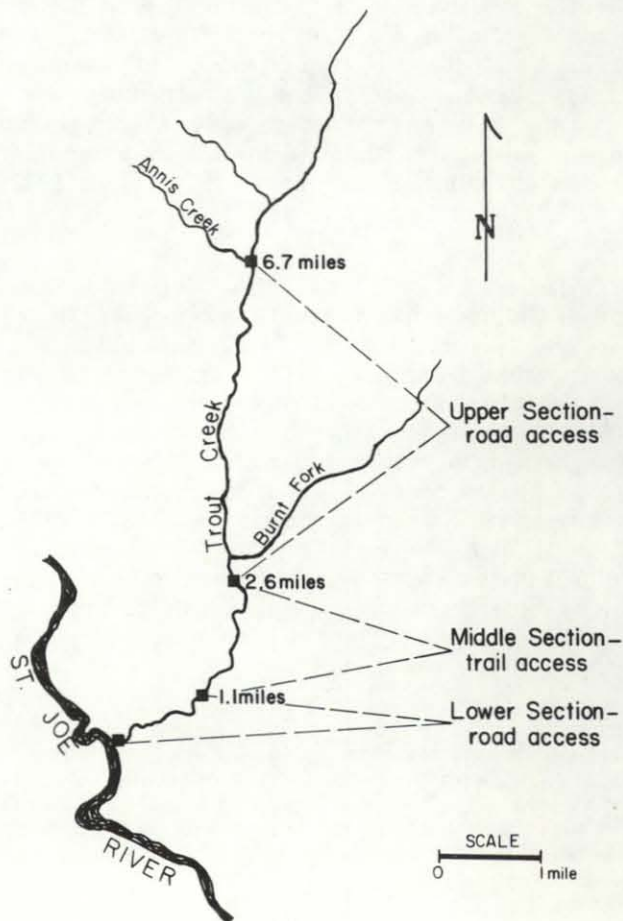 Annis Creek
6.7 miles
N
Upper Section-
road access
Trout Creek
Burnt Fork
2.6 miles
Middle Section-
trail access
1.1 miles
Lower Section-
road access
ST. JOE
RIVER
SCALE
0 1 mile